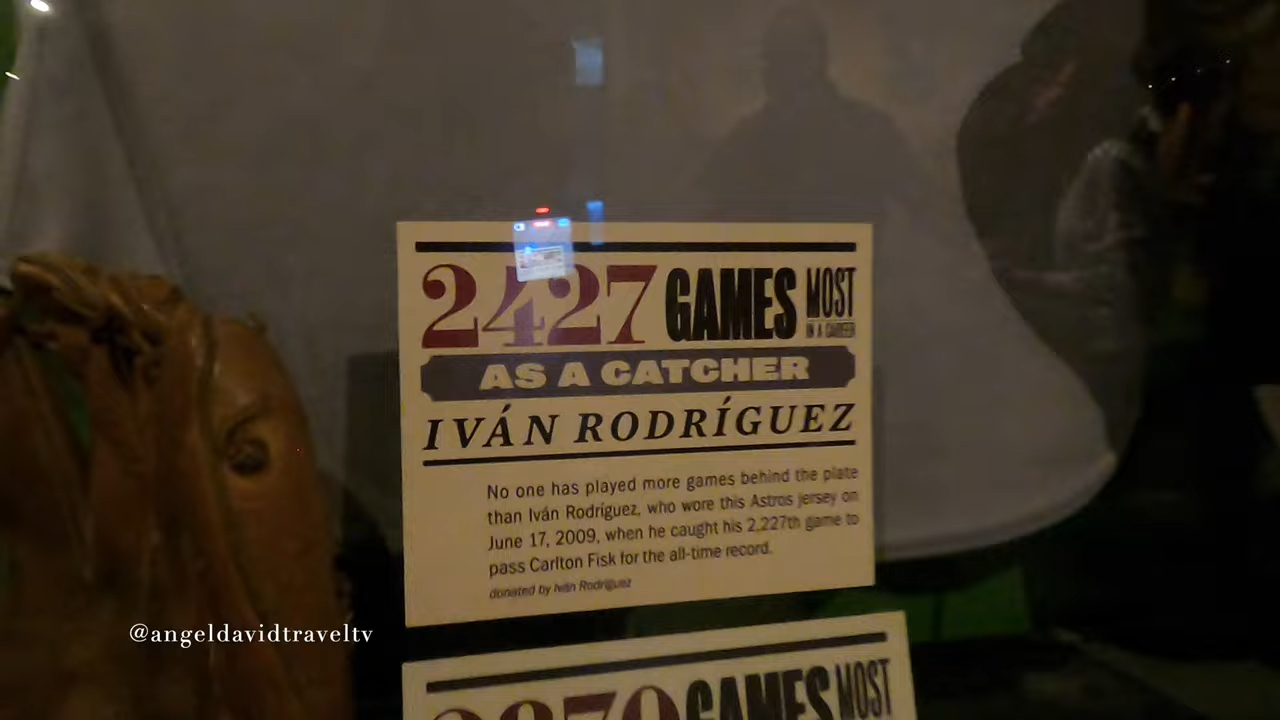 2427 GAMES MOST
IN A CAREER
AS A CATCHER
IVÁN RODRÍGUEZ
No one has played more games behind the plate
than Iván Rodríguez, who wore this Astros jersey on
June 17, 2009, when he caught his 2,227th game to
pass Carlton Fisk for the all-time record.
donated by Iván Rodríguez
@angeldavidtraveltv
GAMES MOST